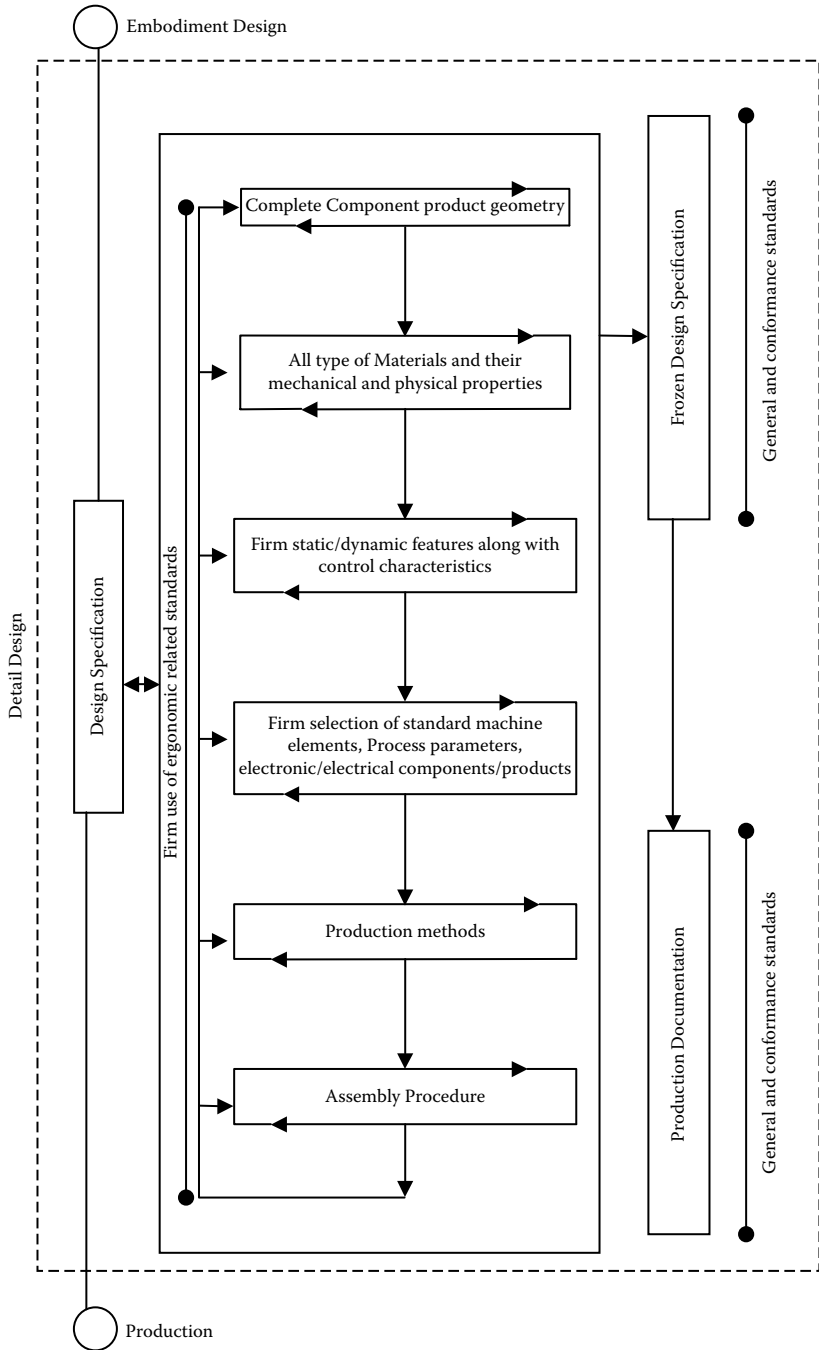 Embodiment Design
Detail Design
Design Specification
Firm use of ergonomic related standards
Complete Component product geometry
All type of Materials and their
mechanical and physical properties
Firm static/dynamic features along with
control characteristics
Firm selection of standard machine
elements, Process parameters,
electronic/electrical components/products
Production methods
Assembly Procedure
Frozen Design Specification
General and conformance standards
Production Documentation
General and conformance standards
Production